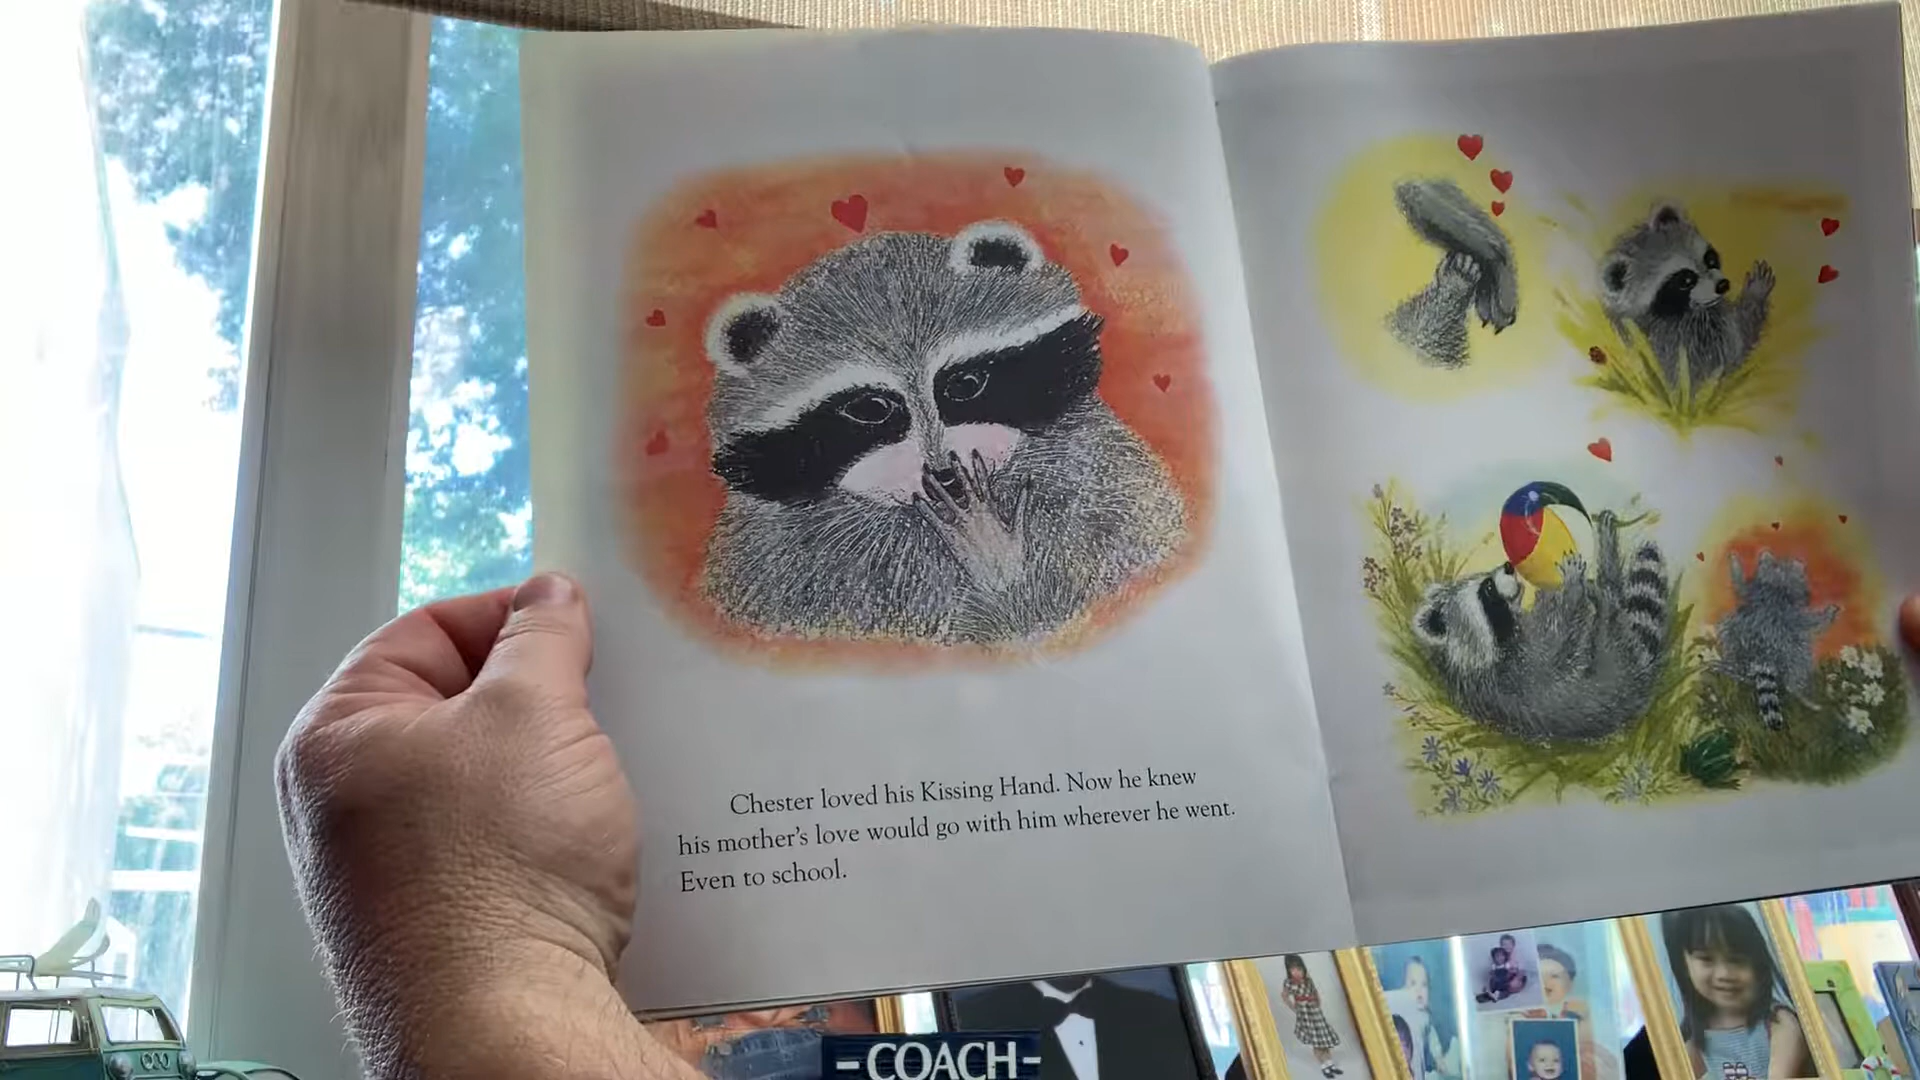 Chester loved his Kissing Hand. Now he knew
his mother's love would go with him wherever he went.
Even to school.
-COACH-